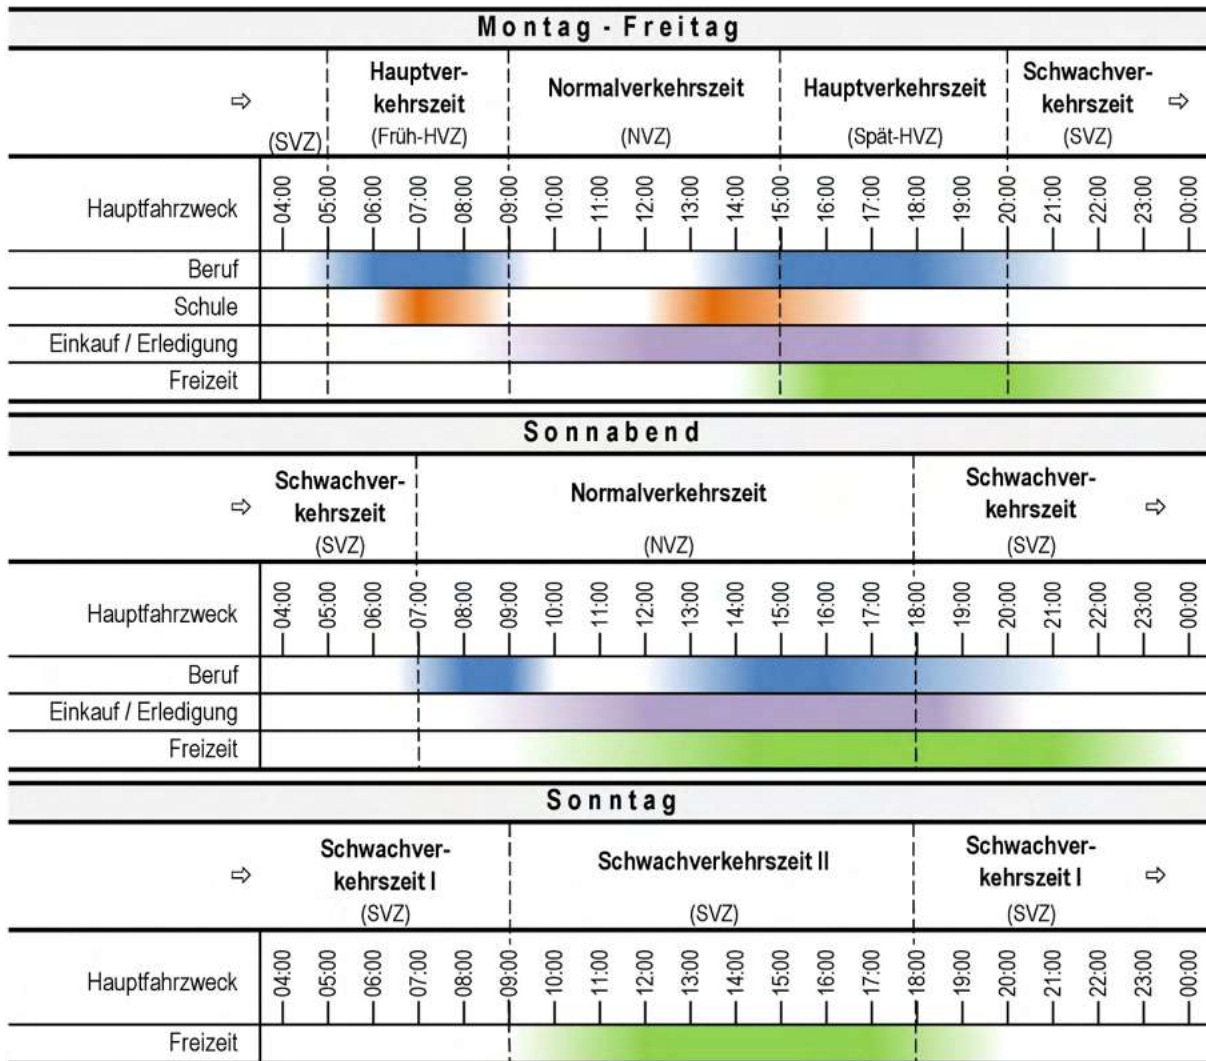 Montag - Freitag
⇨ (SVZ) Hauptver-kehrszeit (Früh-HVZ) Normalverkehrszeit (NVZ) Hauptverkehrszeit (Spät-HVZ) Schwachver-kehrszeit (SVZ) ⇨
Hauptfahrzweck 04:00 05:00 06:00 07:00 08:00 09:00 10:00 11:00 12:00 13:00 14:00 15:00 16:00 17:00 18:00 19:00 20:00 21:00 22:00 23:00 00:00
Beruf
Schule
Einkauf / Erledigung
Freizeit
Sonnabend
⇨ Schwachver-kehrszeit (SVZ) Normalverkehrszeit (NVZ) Schwachver-kehrszeit (SVZ) ⇨
Hauptfahrzweck 04:00 05:00 06:00 07:00 08:00 09:00 10:00 11:00 12:00 13:00 14:00 15:00 16:00 17:00 18:00 19:00 20:00 21:00 22:00 23:00 00:00
Beruf
Einkauf / Erledigung
Freizeit
Sonntag
⇨ Schwachver-kehrszeit I (SVZ) Schwachverkehrszeit II (SVZ) Schwachver-kehrszeit I (SVZ) ⇨
Hauptfahrzweck 04:00 05:00 06:00 07:00 08:00 09:00 10:00 11:00 12:00 13:00 14:00 15:00 16:00 17:00 18:00 19:00 20:00 21:00 22:00 23:00 00:00
Freizeit